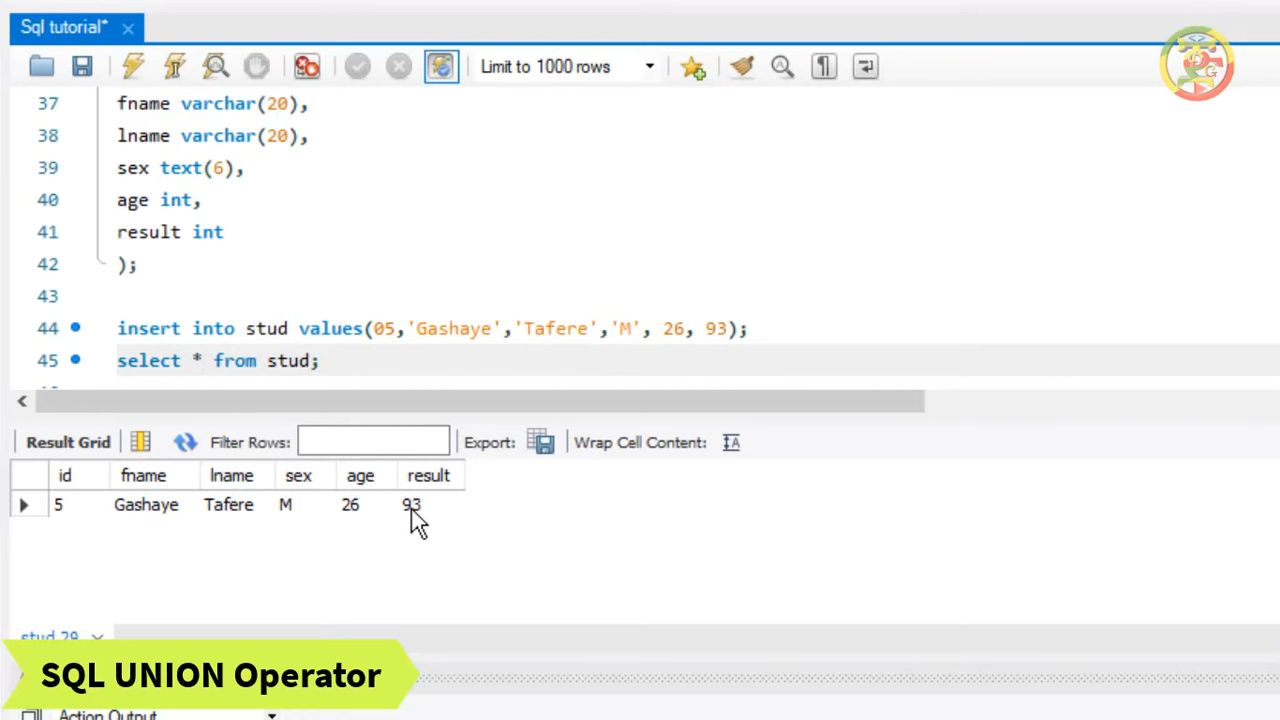 Sql tutorial*
Limit to 1000 rows
37 fname varchar(20),
38 lname varchar(20),
39 sex text(6),
40 age int,
41 result int
42 );
43
44 insert into stud values(05,'Gashaye','Tafere','M', 26, 93);
45 select * from stud;
Result Grid Filter Rows: Export: Wrap Cell Content:
id fname lname sex age result
5 Gashaye Tafere M 26 93
stud 29
SQL UNION Operator
Action Output